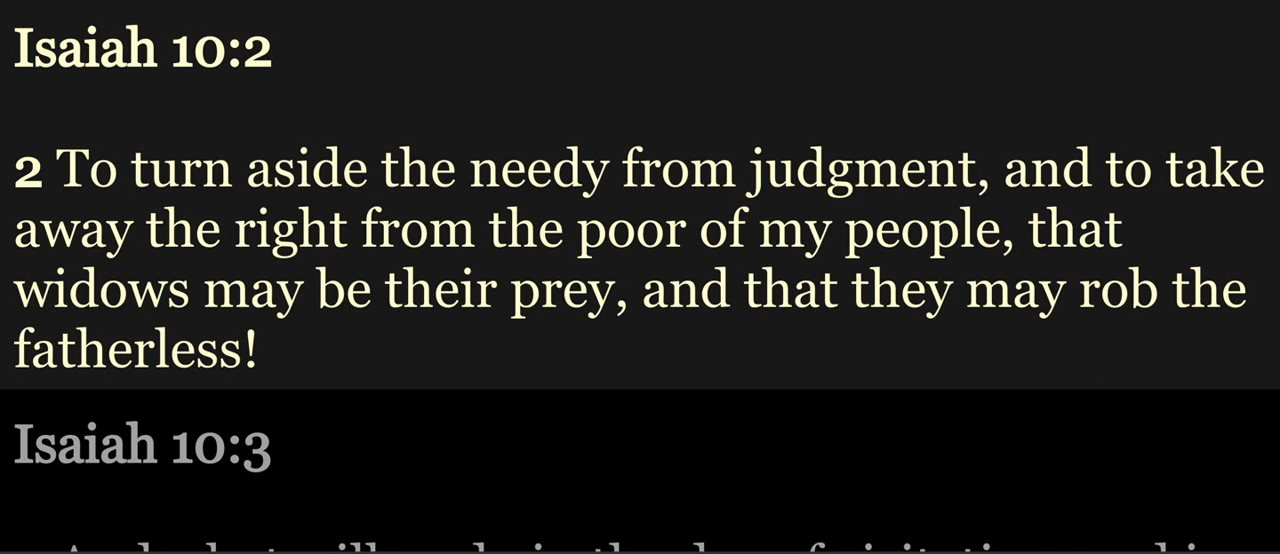 Isaiah 10:2
2 To turn aside the needy from judgment, and to take
away the right from the poor of my people, that
widows may be their prey, and that they may rob the
fatherless!
Isaiah 10:3